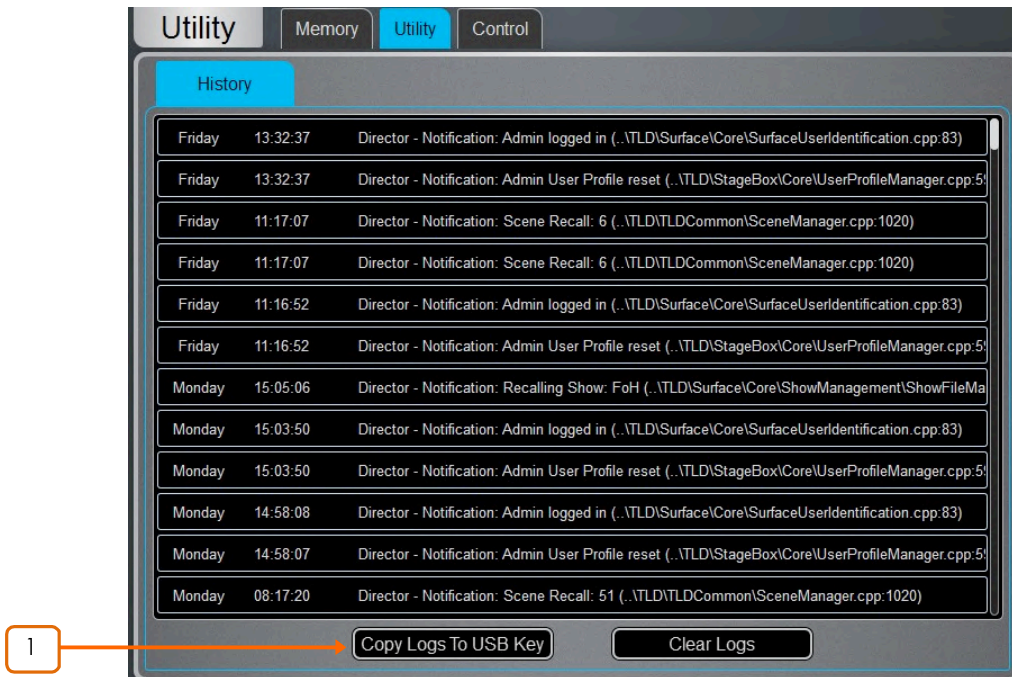 Utility Memory Utility Control
History
Friday 13:32:37 Director - Notification: Admin logged in (..\TLD\Surface\Core\SurfaceUserIdentification.cpp:83)
Friday 13:32:37 Director - Notification: Admin User Profile reset (..\TLD\StageBox\Core\UserProfileManager.cpp:5
Friday 11:17:07 Director - Notification: Scene Recall: 6 (..\TLD\TLDCommon\SceneManager.cpp:1020)
Friday 11:17:07 Director - Notification: Scene Recall: 6 (..\TLD\TLDCommon\SceneManager.cpp:1020)
Friday 11:16:52 Director - Notification: Admin logged in (..\TLD\Surface\Core\SurfaceUserIdentification.cpp:83)
Friday 11:16:52 Director - Notification: Admin User Profile reset (..\TLD\StageBox\Core\UserProfileManager.cpp:5
Monday 15:05:06 Director - Notification: Recalling Show: FoH (..\TLD\Surface\Core\ShowManagement\ShowFileMa
Monday 15:03:50 Director - Notification: Admin logged in (..\TLD\Surface\Core\SurfaceUserIdentification.cpp:83)
Monday 15:03:50 Director - Notification: Admin User Profile reset (..\TLD\StageBox\Core\UserProfileManager.cpp:5
Monday 14:58:08 Director - Notification: Admin logged in (..\TLD\Surface\Core\SurfaceUserIdentification.cpp:83)
Monday 14:58:07 Director - Notification: Admin User Profile reset (..\TLD\StageBox\Core\UserProfileManager.cpp:5
Monday 08:17:20 Director - Notification: Scene Recall: 51 (..\TLD\TLDCommon\SceneManager.cpp:1020)
1 Copy Logs To USB Key Clear Logs